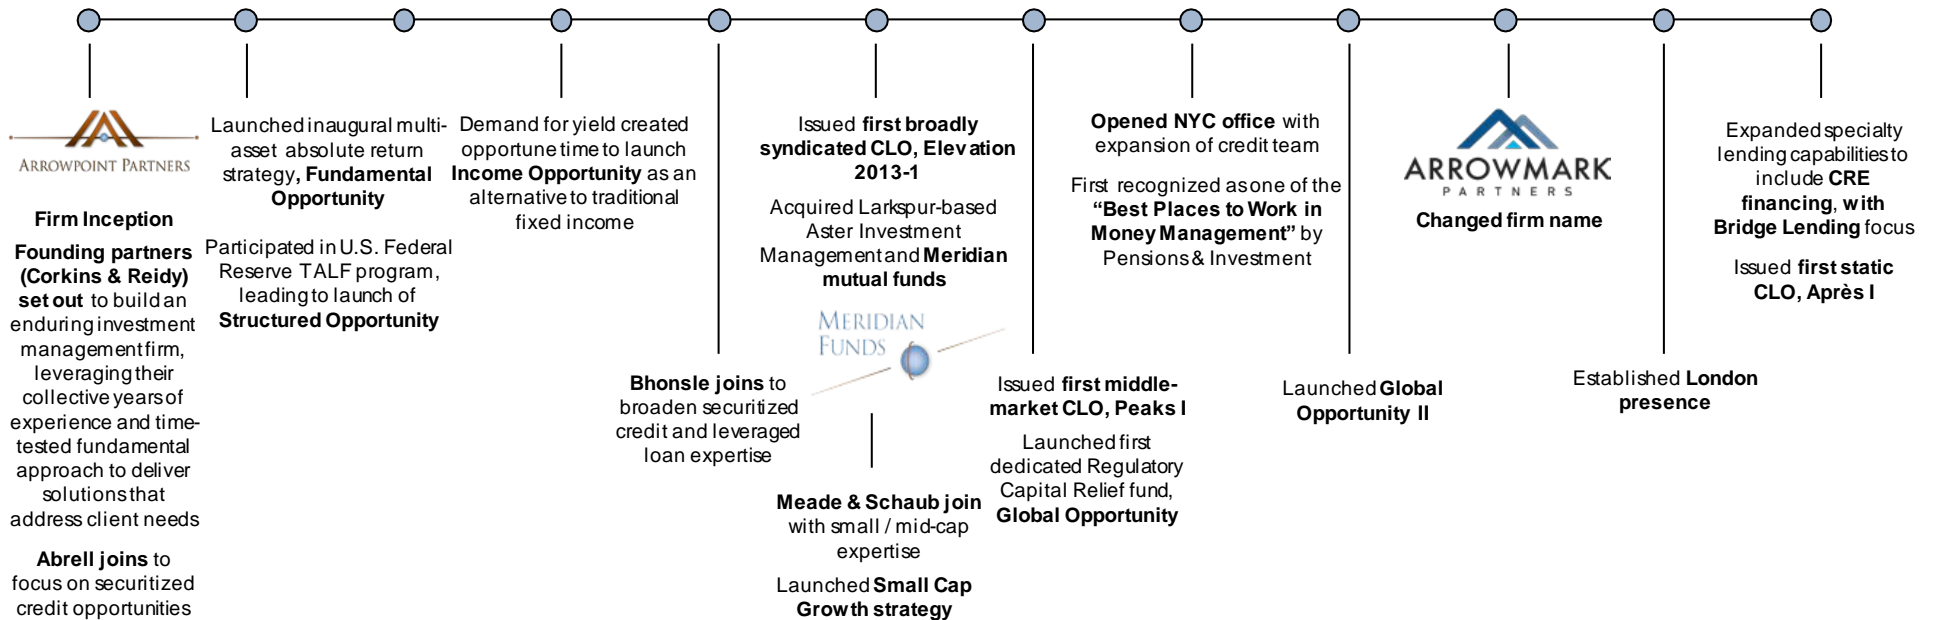 ARROWPOINT PARTNERS
Firm Inception
Founding partners
(Corkins & Reidy)
set out to build an
enduring investment
management firm,
leveraging their
collective years of
experience and time-
tested fundamental
approach to deliver
solutions that
address client needs
Abrell joins to
focus on securitized
credit opportunities
Launched inaugural multi-
asset absolute return
strategy, Fundamental
Opportunity
Participated in U.S. Federal
Reserve TALF program,
leading to launch of
Structured Opportunity
Demand for yield created
opportune time to launch
Income Opportunity as an
alternative to traditional
fixed income
Bhonsle joins to
broaden securitized
credit and leveraged
loan expertise
Issued first broadly
syndicated CLO, Elevation
2013-1
Acquired Larkspur-based
Aster Investment
Management and Meridian
mutual funds
MERIDIAN
FUNDS
Meade & Schaub join
with small / mid-cap
expertise
Launched Small Cap
Growth strategy
Issued first middle-
market CLO, Peaks I
Launched first
dedicated Regulatory
Capital Relief fund,
Global Opportunity
Opened NYC office with
expansion of credit team
First recognized as one of the
“Best Places to Work in
Money Management” by
Pensions & Investment
Launched Global
Opportunity II
ARROWMARK
PARTNERS
Changed firm name
Established London
presence
Expanded specialty
lending capabilities to
include CRE
financing, with
Bridge Lending focus
Issued first static
CLO, Après I